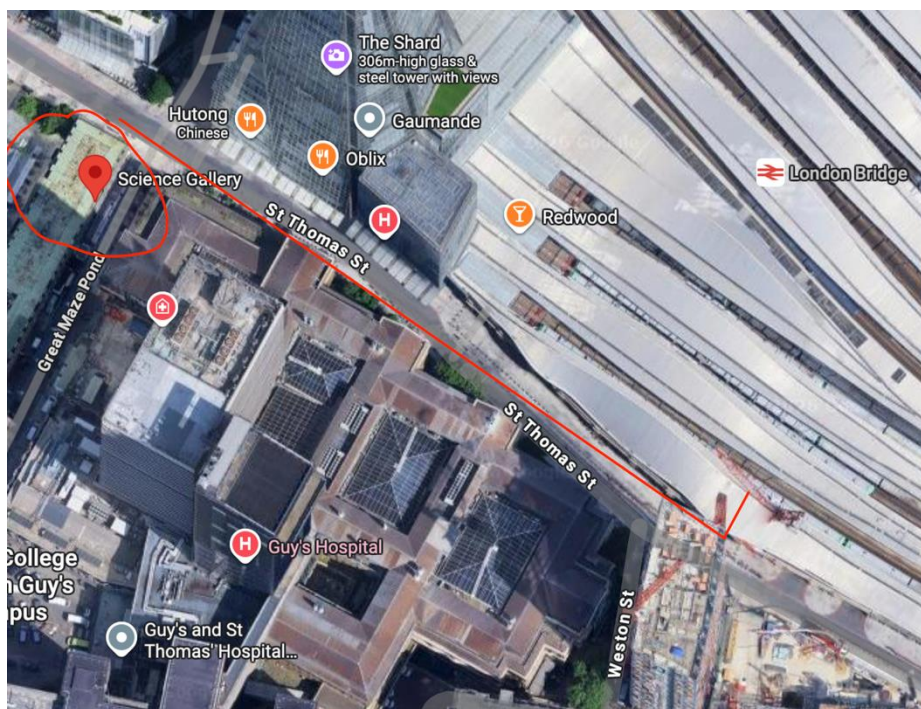 The Shard
306m-high glass &
steel tower with views
Hutong
Chinese
Gaumande
Oblix
London Bridge
Science Gallery
H
Redwood
St Thomas St
Great Maze Pond
St Thomas St
H
Guy's Hospital
College
n Guy's
pus
Guy's and St
Thomas' Hospital...
Weston St